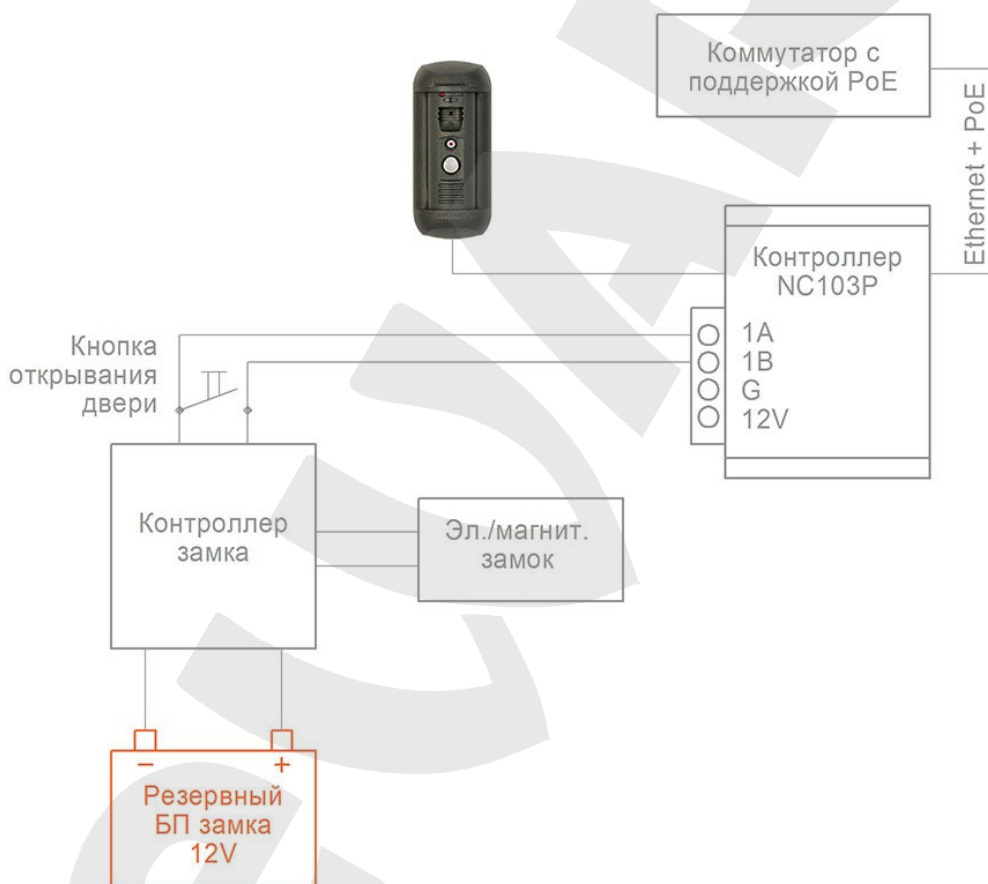 Коммутатор с
поддержкой PoE
Ethernet + PoE
Контроллер
NC103P
1A
1B
G
12V
Кнопка
открывания
двери
Контроллер
замка
Эл./магнит.
замок
– +
Резервный
БП замка
12V